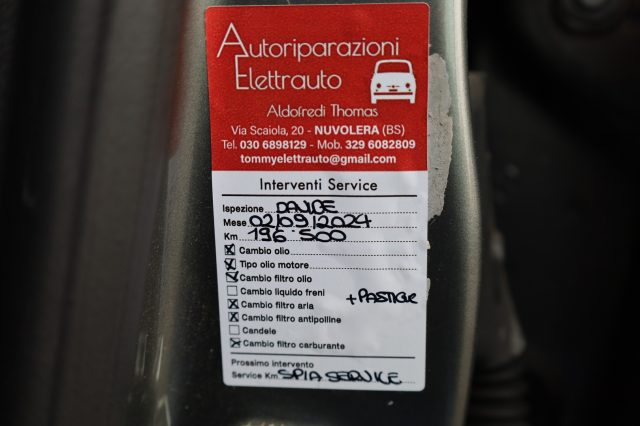 Autoriparazioni
Elettrauto
Aldofredi Thomas
Via Scaiola, 20 - NUVOLERA (BS)
Tel. 030 6898129 - Mob. 329 6082809
tommyelettrauto@gmail.com
Interventi Service
Ispezione DAVIDE
Mese 02/09/2024
Km 196 500
Cambio olio
Tipo olio motore
Cambio filtro olio
Cambio liquido freni + PASTIGLIE
Cambio filtro aria
Cambio filtro antipolline
Candele
Cambio filtro carburante
Prossimo intervento
Service Km SPIA SERVICE